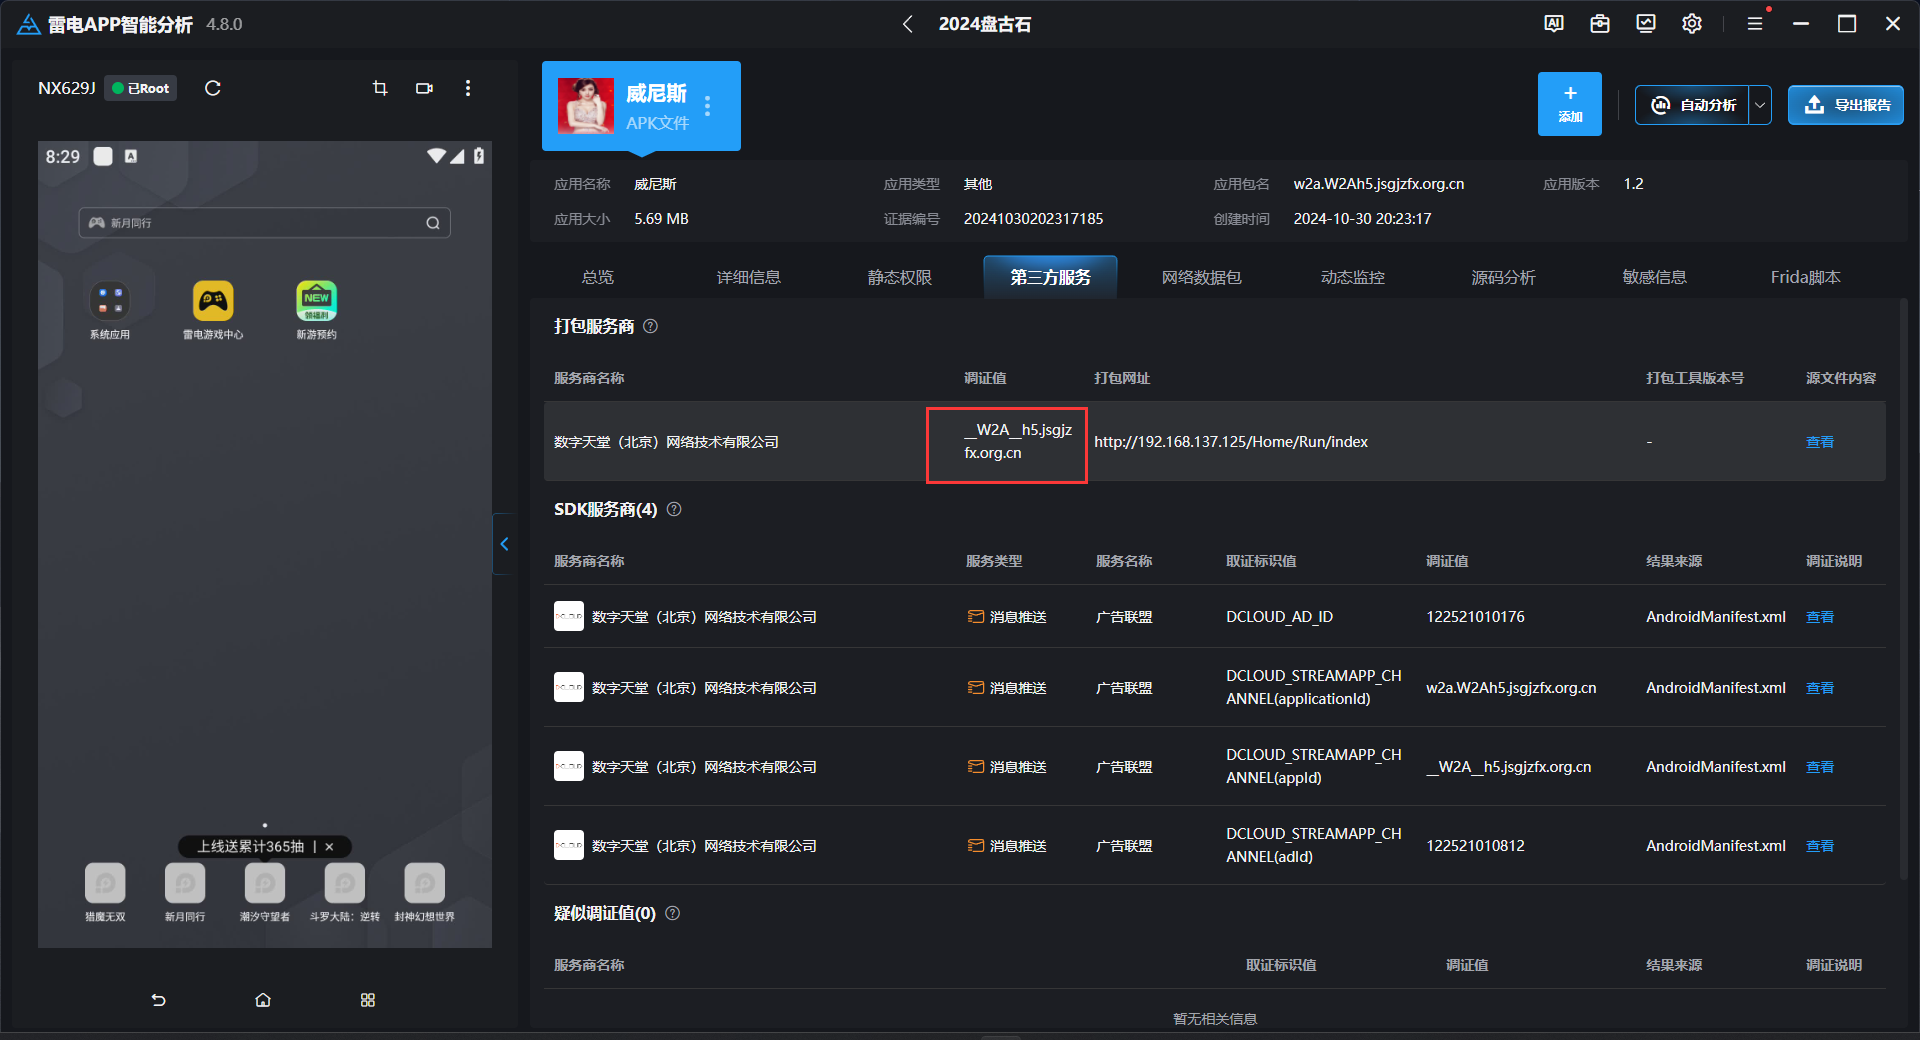 雷电APP智能分析 4.8.0
2024盘古石
NX629J 已Root
8:29
新月同行
系统应用
雷电游戏中心
NEW
领福利
新游预约
上线送累计365抽 | ×
猎魔无双
新月同行
潮汐守望者
斗罗大陆：逆转
封神幻想世界
威尼斯
APK文件
+
添加
自动分析
导出报告
应用名称 威尼斯 应用类型 其他 应用包名 w2a.W2Ah5.jsgjzfx.org.cn 应用版本 1.2
应用大小 5.69 MB 证据编号 20241030202317185 创建时间 2024-10-30 20:23:17
总览 详细信息 静态权限 第三方服务 网络数据包 动态监控 源码分析 敏感信息 Frida脚本
打包服务商
服务商名称 调证值 打包网址 打包工具版本号 源文件内容
数字天堂（北京）网络技术有限公司 __W2A__h5.jsgjz
fx.org.cn http://192.168.137.125/Home/Run/index - 查看
SDK服务商(4)
服务商名称 服务类型 服务名称 取证标识值 调证值 结果来源 调证说明
数字天堂（北京）网络技术有限公司 消息推送 广告联盟 DCLOUD_AD_ID 122521010176 AndroidManifest.xml 查看
数字天堂（北京）网络技术有限公司 消息推送 广告联盟 DCLOUD_STREAMAPP_CH
ANNEL(applicationId) w2a.W2Ah5.jsgjzfx.org.cn AndroidManifest.xml 查看
数字天堂（北京）网络技术有限公司 消息推送 广告联盟 DCLOUD_STREAMAPP_CH
ANNEL(appId) __W2A__h5.jsgjzfx.org.cn AndroidManifest.xml 查看
数字天堂（北京）网络技术有限公司 消息推送 广告联盟 DCLOUD_STREAMAPP_CH
ANNEL(adId) 122521010812 AndroidManifest.xml 查看
疑似调证值(0)
服务商名称 取证标识值 调证值 结果来源 调证说明
暂无相关信息